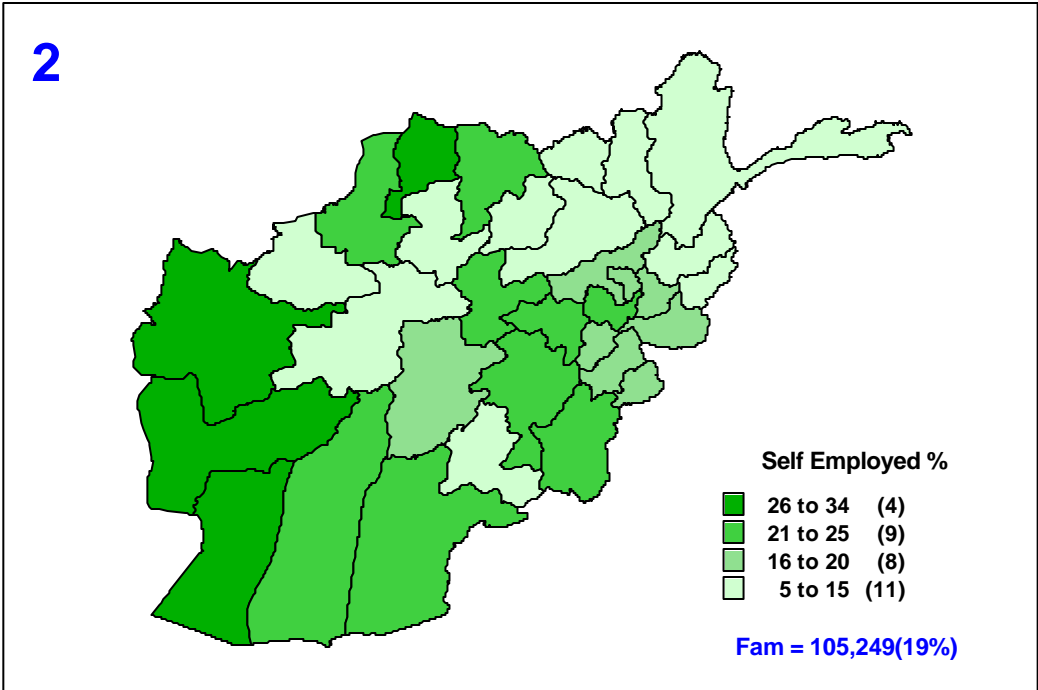 2
Self Employed %
26 to 34 (4)
21 to 25 (9)
16 to 20 (8)
5 to 15 (11)
Fam = 105,249(19%)